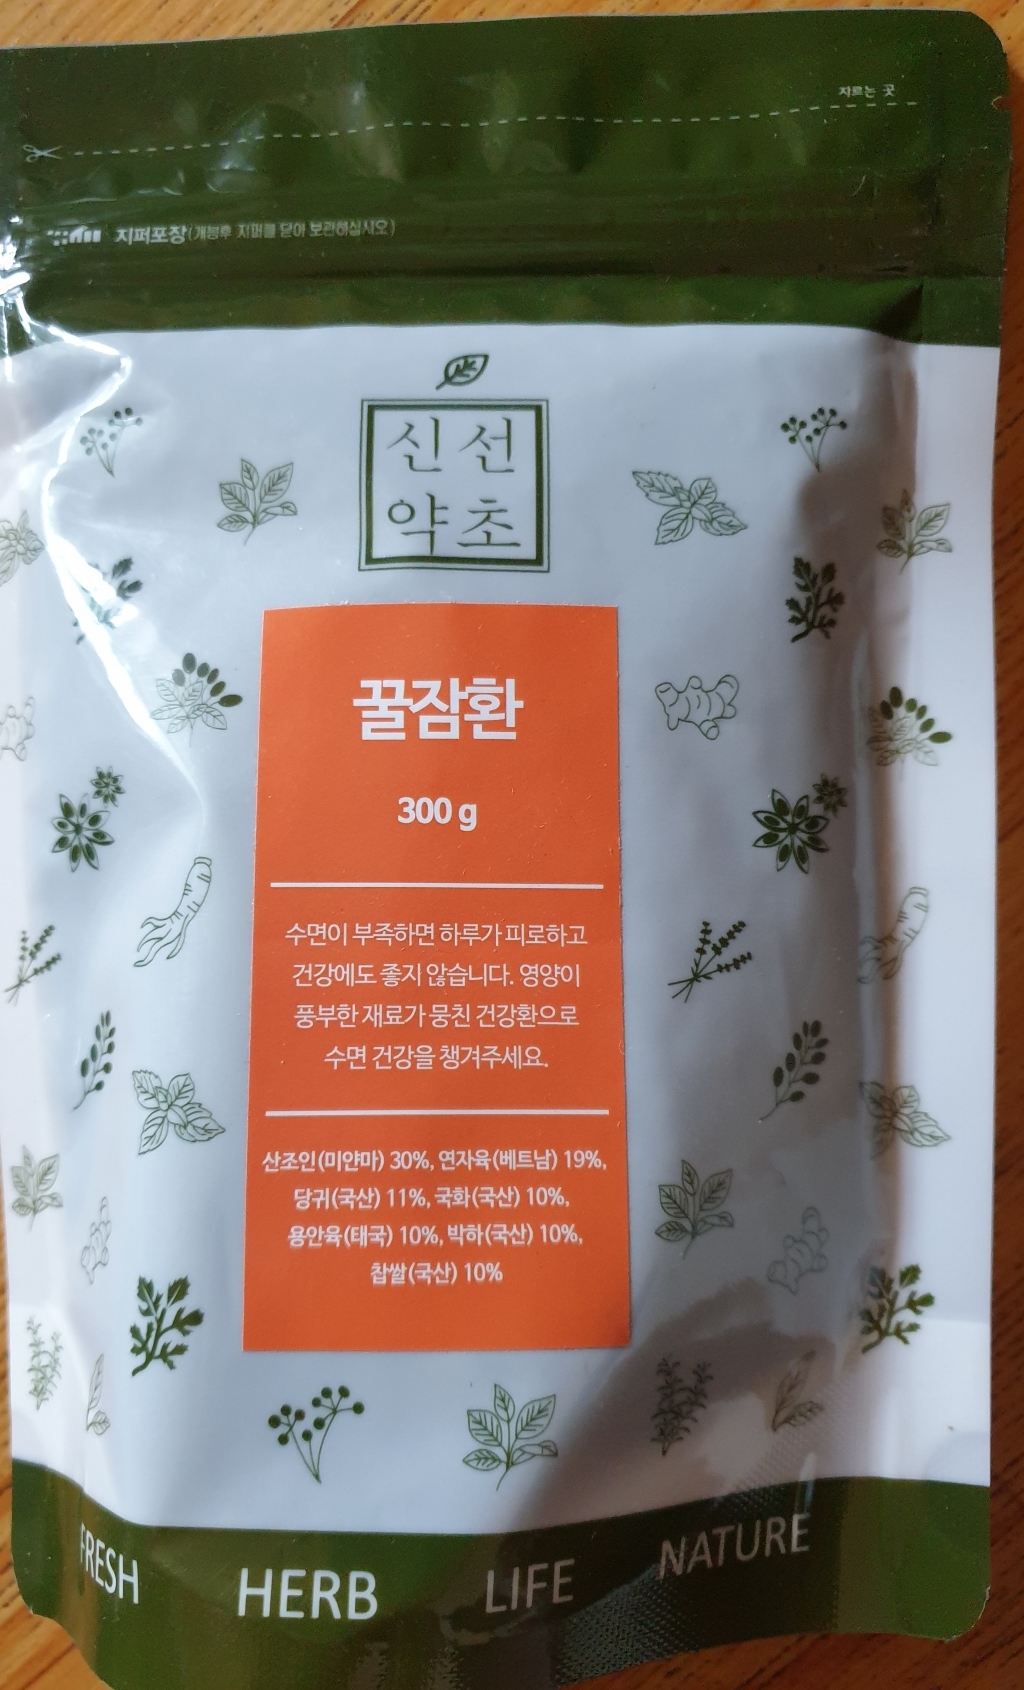 자르는 곳
지퍼포장(개봉후 지퍼를 닫아 보관하십시오)
신선
약초
꿀잠환
300 g
수면이 부족하면 하루가 피로하고
건강에도 좋지 않습니다. 영양이
풍부한 재료가 뭉친 건강환으로
수면 건강을 챙겨주세요.
산조인(미얀마) 30%, 연자육(베트남) 19%,
당귀(국산) 11%, 국화(국산) 10%,
용안육(태국) 10%, 박하(국산) 10%,
찹쌀(국산) 10%
FRESH HERB LIFE NATURE